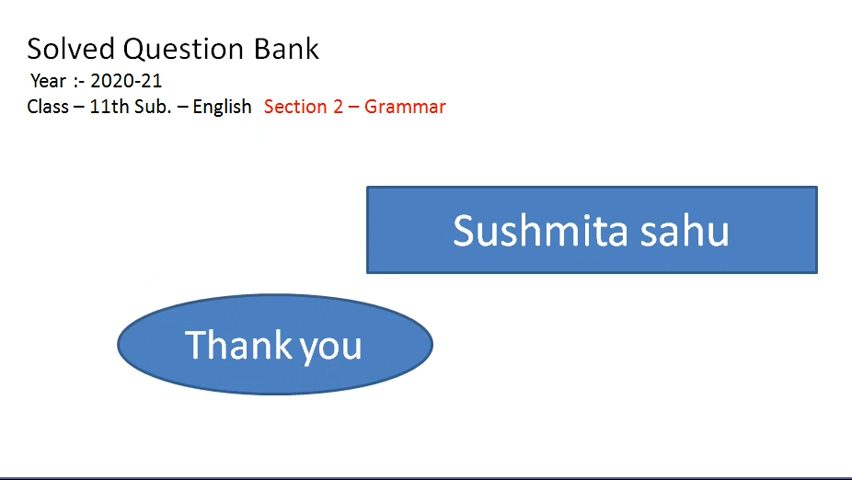 Solved Question Bank
Year :- 2020-21
Class – 11th Sub. – English Section 2 – Grammar
Sushmita sahu
Thank you